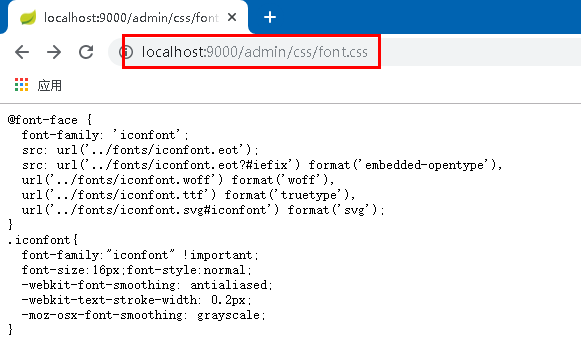 localhost:9000/admin/css/font
localhost:9000/admin/css/font.css
应用
@font-face {
  font-family: 'iconfont';
  src: url('../fonts/iconfont.eot');
  src: url('../fonts/iconfont.eot?#iefix') format('embedded-opentype'),
  url('../fonts/iconfont.woff') format('woff'),
  url('../fonts/iconfont.ttf') format('truetype'),
  url('../fonts/iconfont.svg#iconfont') format('svg');
}
.iconfont{
  font-family:"iconfont" !important;
  font-size:16px;font-style:normal;
  -webkit-font-smoothing: antialiased;
  -webkit-text-stroke-width: 0.2px;
  -moz-osx-font-smoothing: grayscale;
}